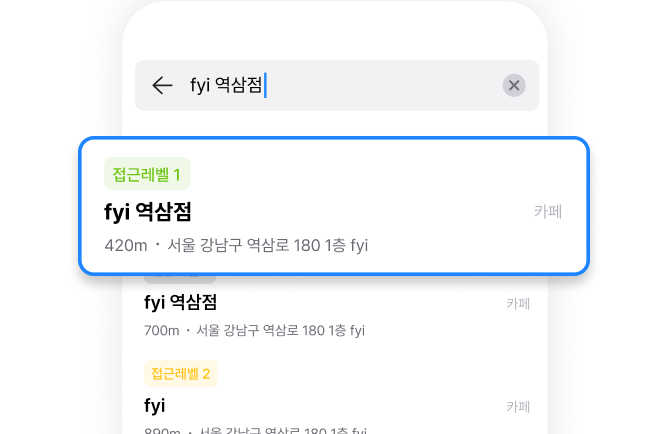 fyi 역삼점
접근레벨 1
fyi 역삼점
카페
420m · 서울 강남구 역삼로 180 1층 fyi
fyi 역삼점
카페
700m · 서울 강남구 역삼로 180 1층 fyi
접근레벨 2
fyi
카페
890m · 서울 강남구 역삼로 180 1층 fyi